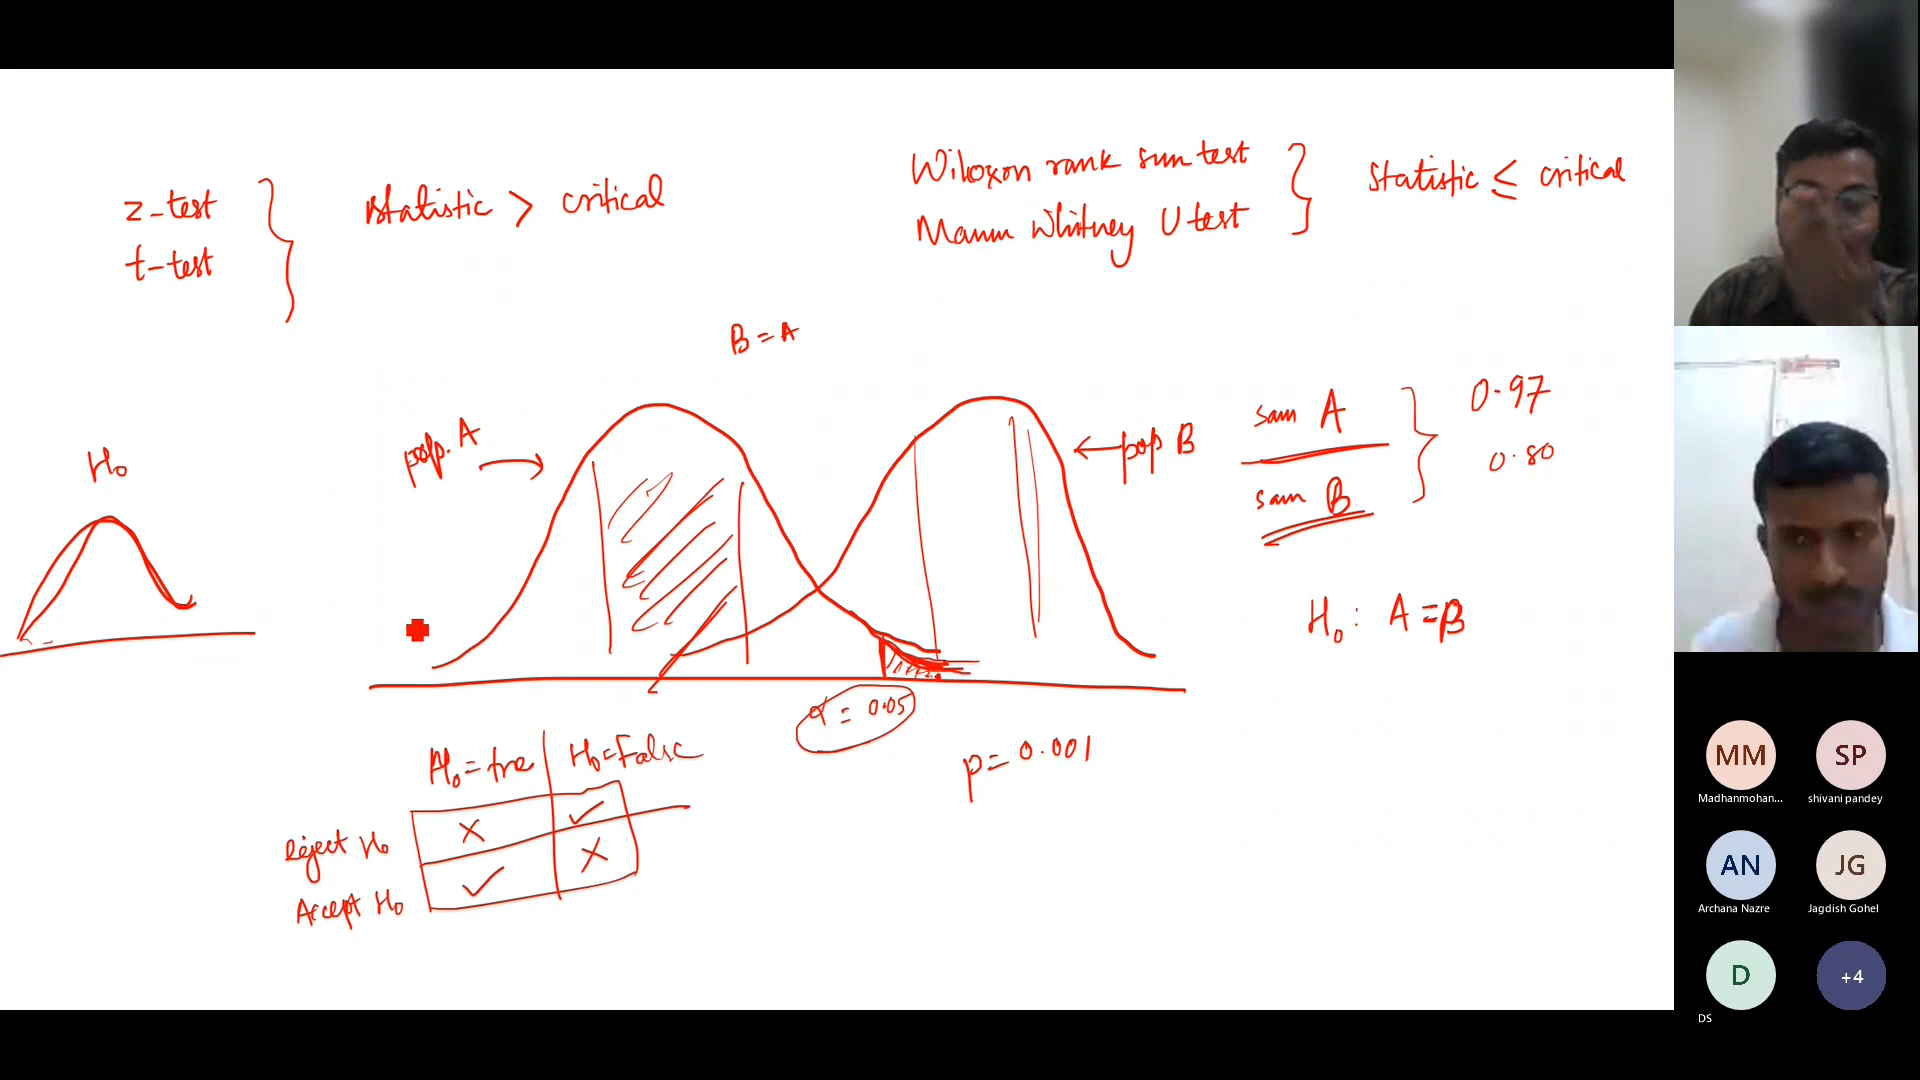 z-test
t-test
statistic > critical
Wiloxon rank sum test
Mann Whitney U test
statistic ≤ critical
B = A
H₀
pop. A
pop B
sam A
sam B
0.97
0.80
H₀: A = B
α = 0.05
p = 0.001
H₀ = true
H₀ = False
Reject H₀
x ✓
Accept H₀
✓ x
MM
Madhanmohan...
SP
shivani pandey
AN
Archana Nazre
JG
Jagdish Gohel
D
DS
+4